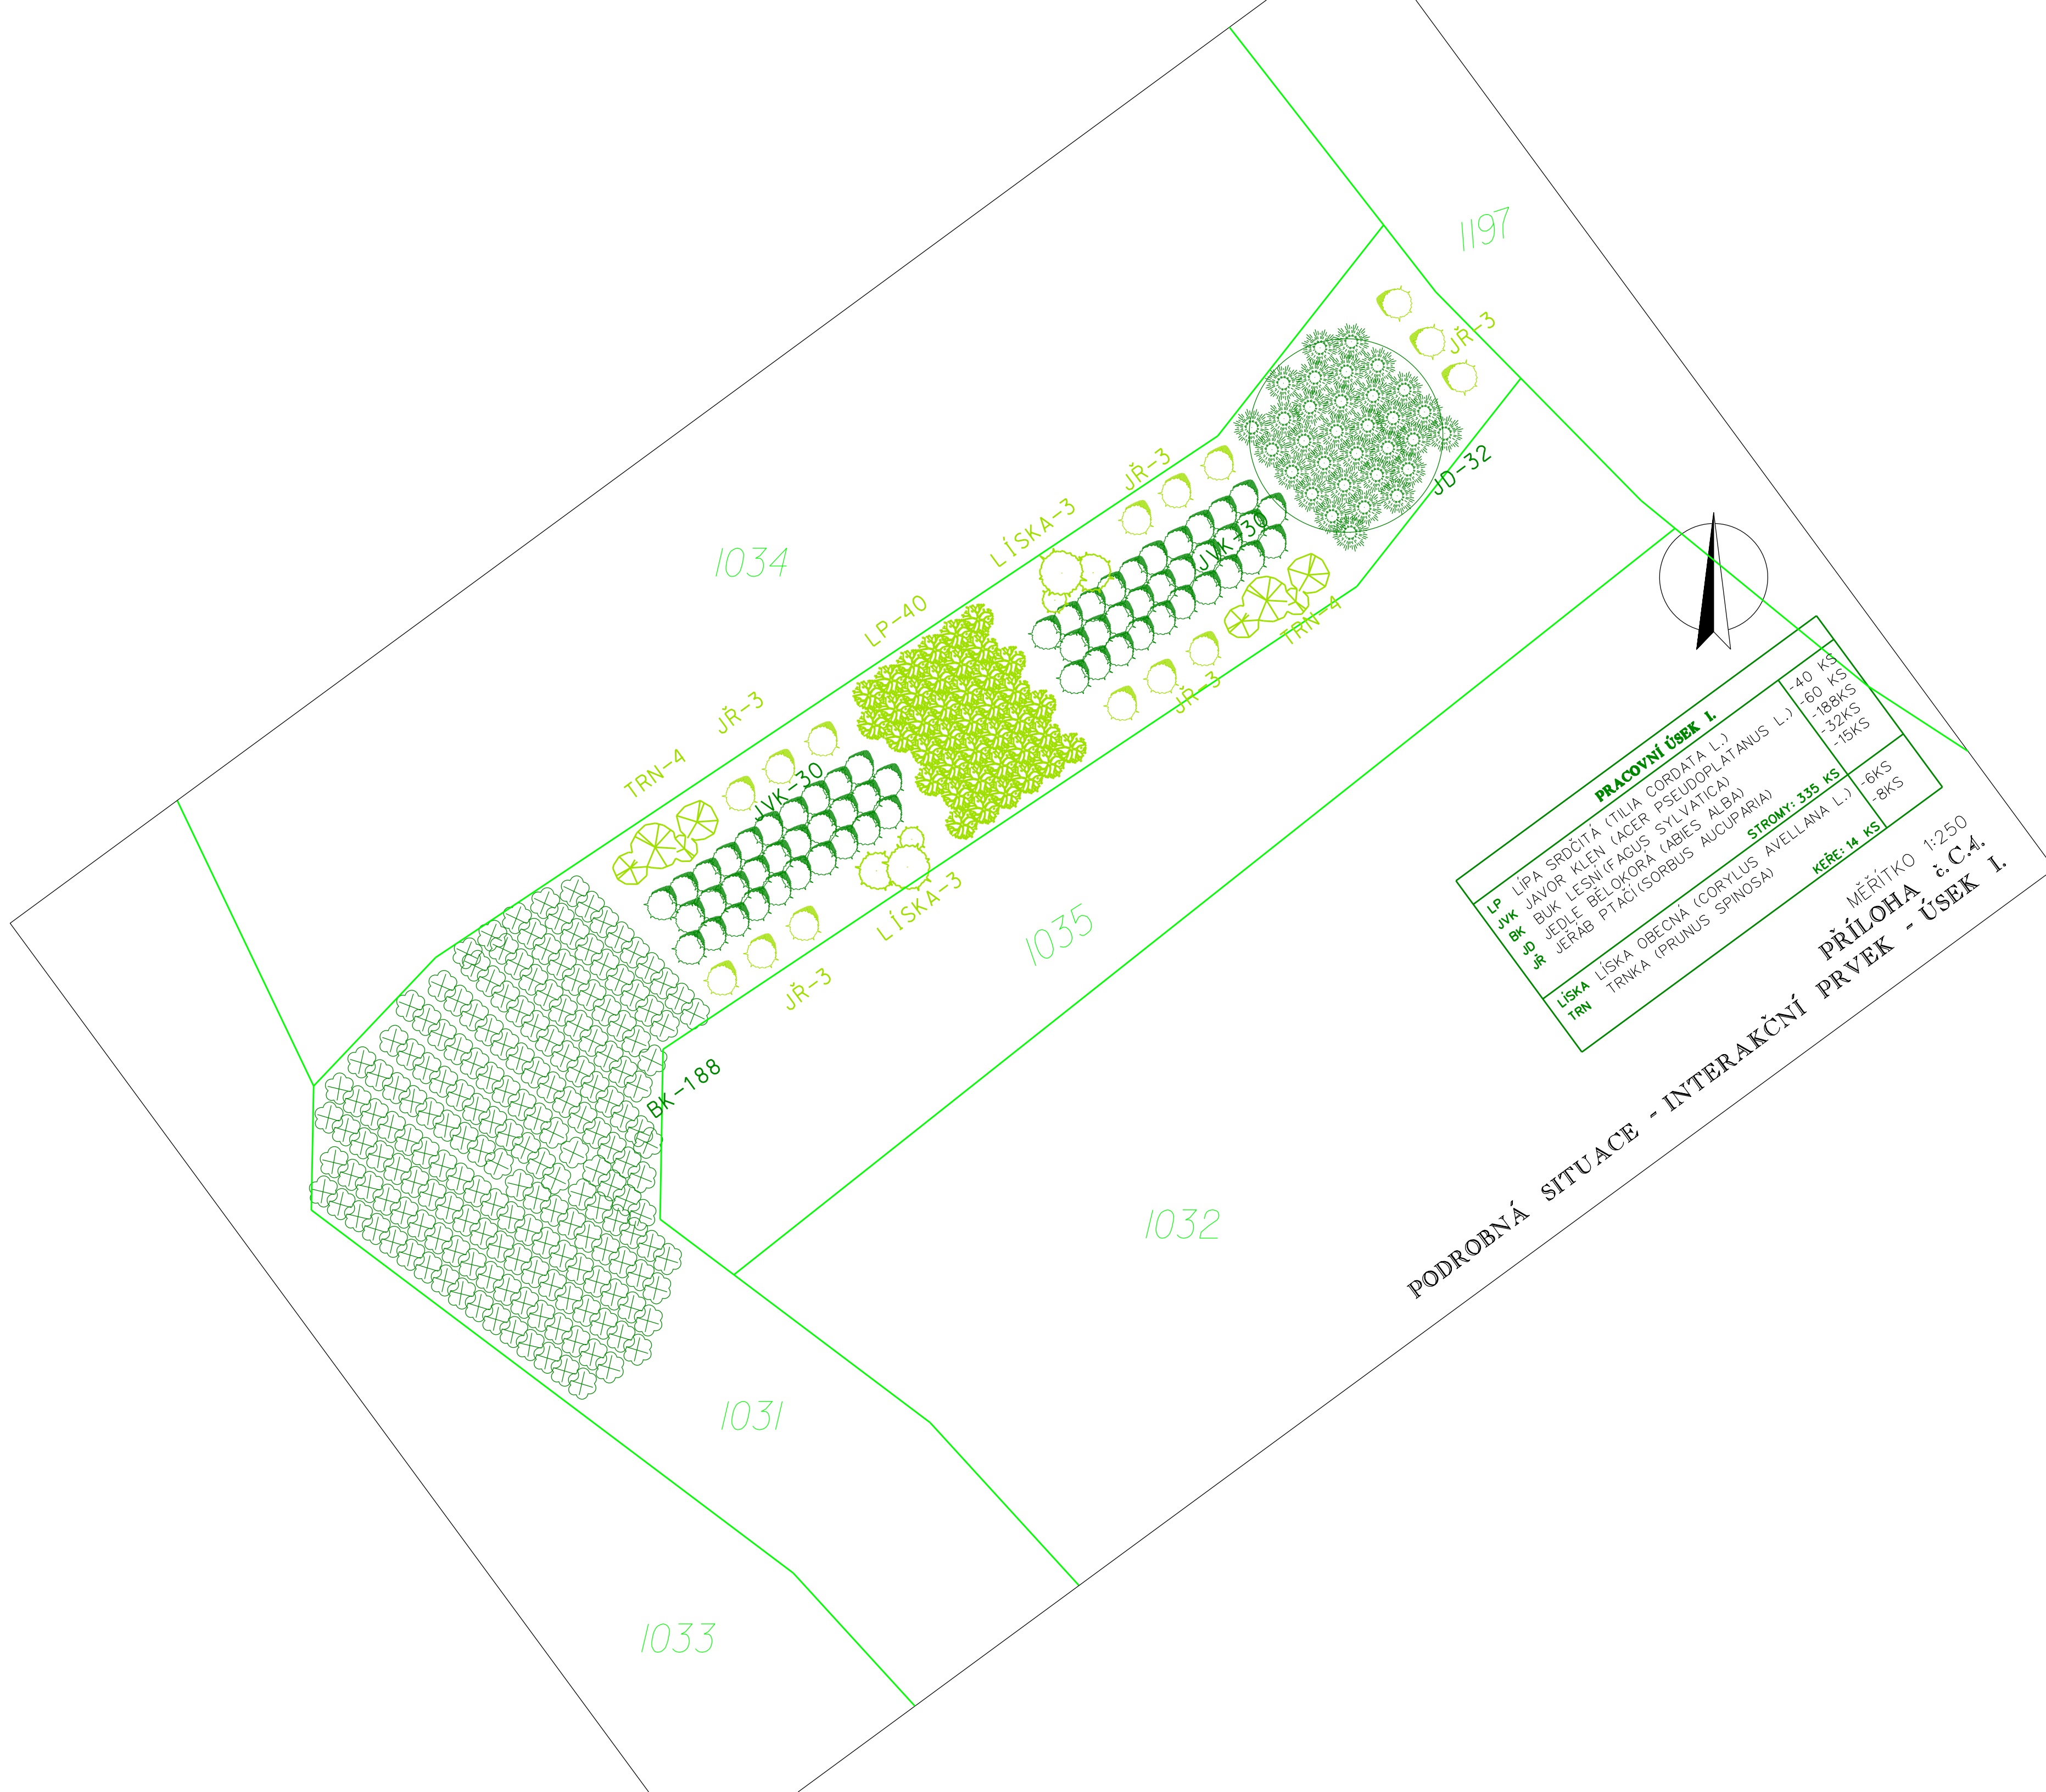 1197
JŘ-3
JD-32
JŘ-3
LÍSKA-3
JVK-30
1034
LP-40
TRN-4
JŘ-3
JŘ-3
TRN-4
JVK-30
LÍSKA-3
JŘ-3
1035
BK-188
1032
1031
1033
PRACOVNÍ ÚSEK I.
LP LÍPA SRDČITÁ (TILIA CORDATA L.) -40 KS
JVK JAVOR KLEN (ACER PSEUDOPLATANUS L.) -60 KS
BK BUK LESNÍ(FAGUS SYLVATICA) -188KS
JD JEDLE BĚLOKORÁ (ABIES ALBA) -32KS
JŘ JEŘÁB PTAČÍ(SORBUS AUCUPARIA) -15KS
STROMY: 335 KS
LÍSKA LÍSKA OBECNÁ (CORYLUS AVELLANA L.) -6KS
TRN TRNKA (PRUNUS SPINOSA) -8KS
KEŘE: 14 KS
MĚŘÍTKO 1:250
PŘÍLOHA č. C.4.
PODROBNÁ SITUACE - INTERAKČNÍ PRVEK - ÚSEK I.